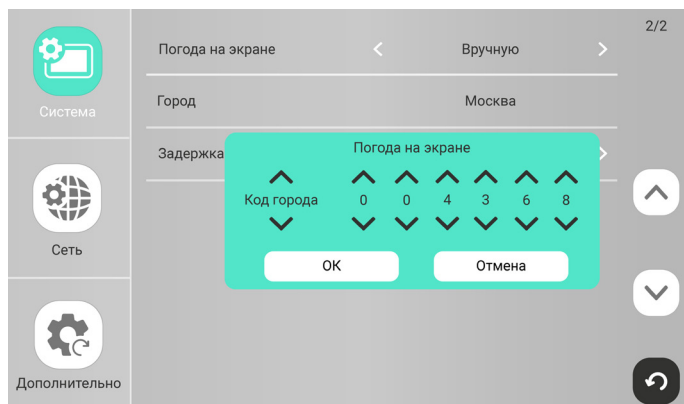 2/2
Погода на экране Вручную
Система
Город Москва
Задержка
Погода на экране
Код города 0 0 4 3 6 8
ОК Отмена
Сеть
Дополнительно